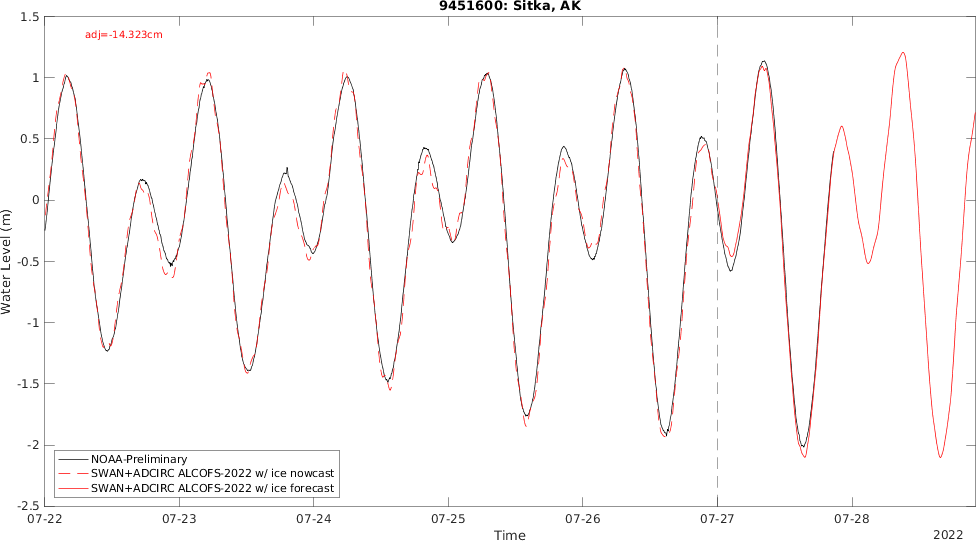 9451600: Sitka, AK
adj=-14.323cm
1.5
1
0.5
0
-0.5
-1
-1.5
-2
-2.5
Water Level (m)
NOAA-Preliminary
SWAN+ADCIRC ALCOFS-2022 w/ ice nowcast
SWAN+ADCIRC ALCOFS-2022 w/ ice forecast
07-22 07-23 07-24 07-25 07-26 07-27 07-28
Time
2022